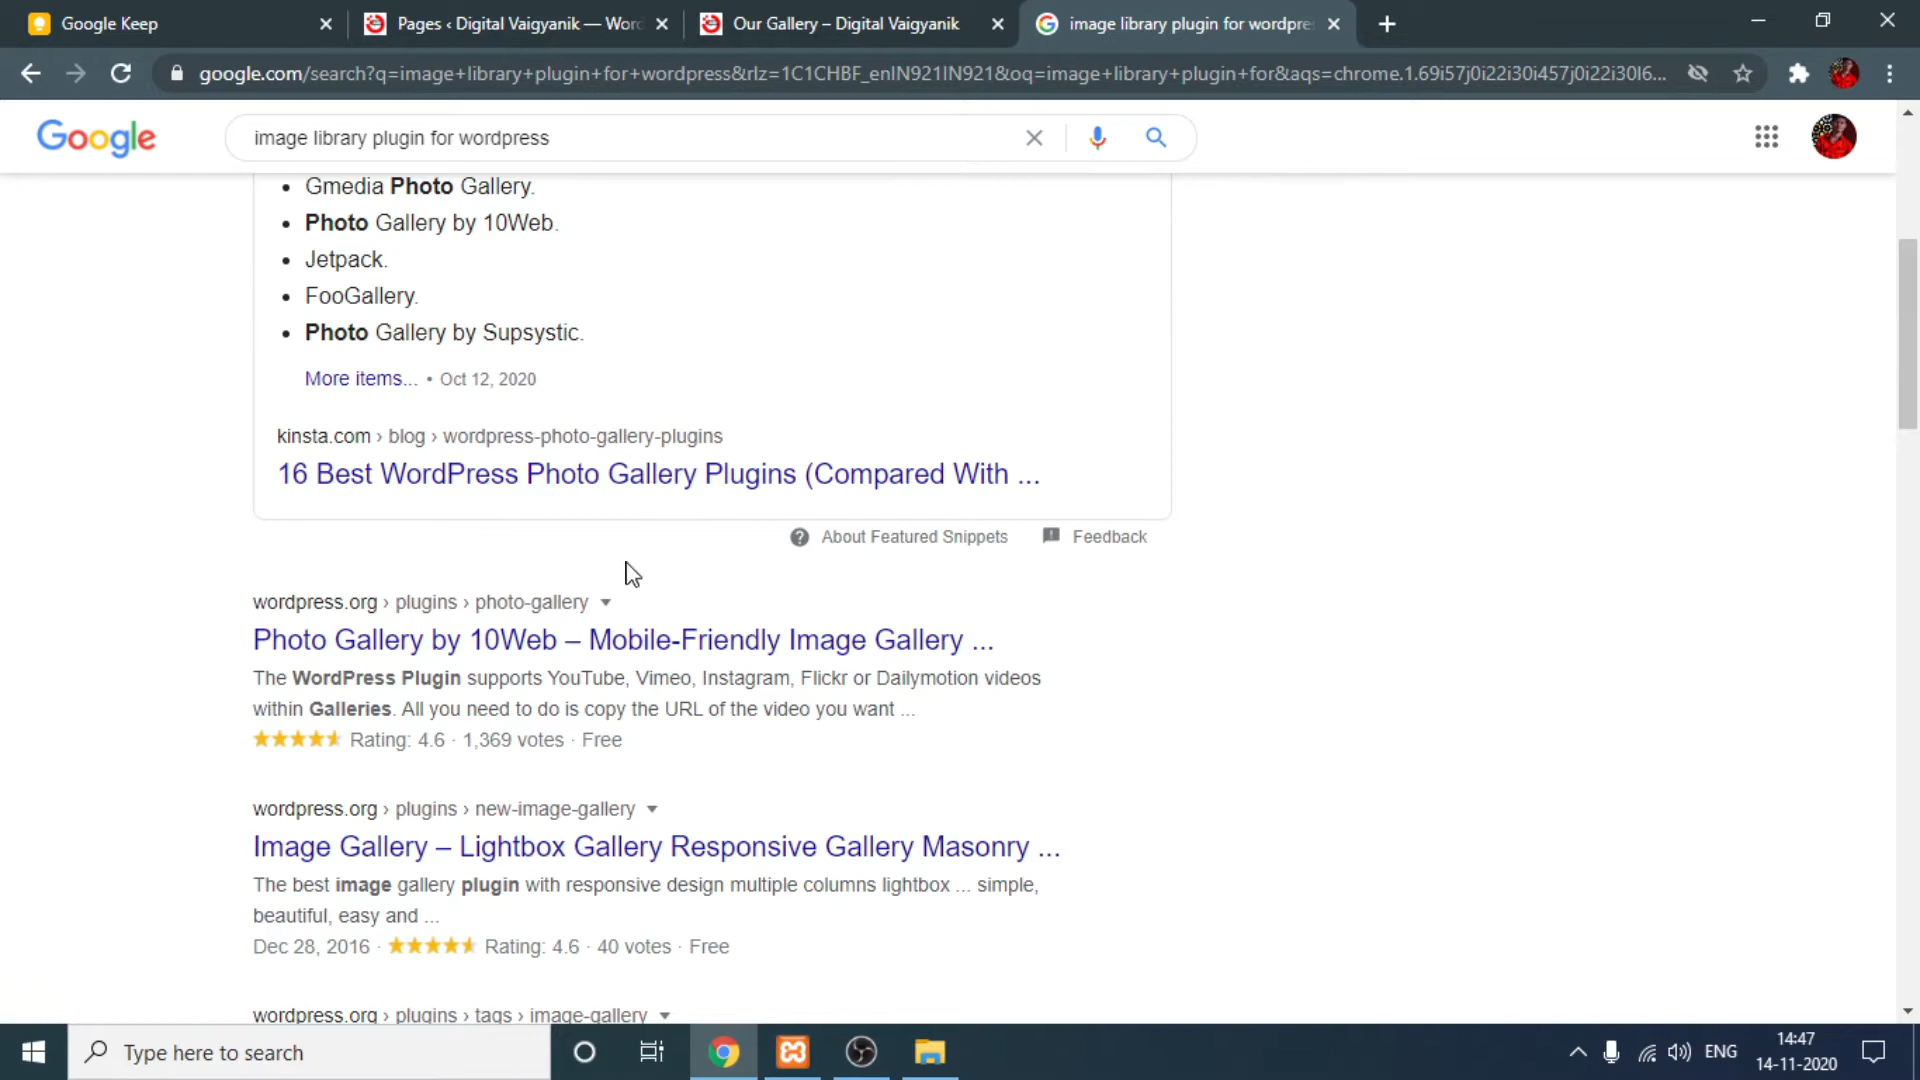 Google Keep
Pages ‹ Digital Vaigyanik — Wor
Our Gallery – Digital Vaigyanik
image library plugin for wordpre
google.com/search?q=image+library+plugin+for+wordpress&rlz=1C1CHBF_enIN921IN921&oq=image+library+plugin+for&aqs=chrome.1.69i57j0i22i30i457j0i22i30l6...
Google
image library plugin for wordpress
Gmedia Photo Gallery.
Photo Gallery by 10Web.
Jetpack.
FooGallery.
Photo Gallery by Supsystic.
More items... • Oct 12, 2020
kinsta.com › blog › wordpress-photo-gallery-plugins
16 Best WordPress Photo Gallery Plugins (Compared With ...
About Featured Snippets
Feedback
wordpress.org › plugins › photo-gallery
Photo Gallery by 10Web – Mobile-Friendly Image Gallery ...
The WordPress Plugin supports YouTube, Vimeo, Instagram, Flickr or Dailymotion videos
within Galleries. All you need to do is copy the URL of the video you want ...
Rating: 4.6 · 1,369 votes · Free
wordpress.org › plugins › new-image-gallery
Image Gallery – Lightbox Gallery Responsive Gallery Masonry ...
The best image gallery plugin with responsive design multiple columns lightbox ... simple,
beautiful, easy and ...
Dec 28, 2016 · Rating: 4.6 · 40 votes · Free
wordpress.org › plugins › tags › image-gallery
Type here to search
ENG
14:47
14-11-2020